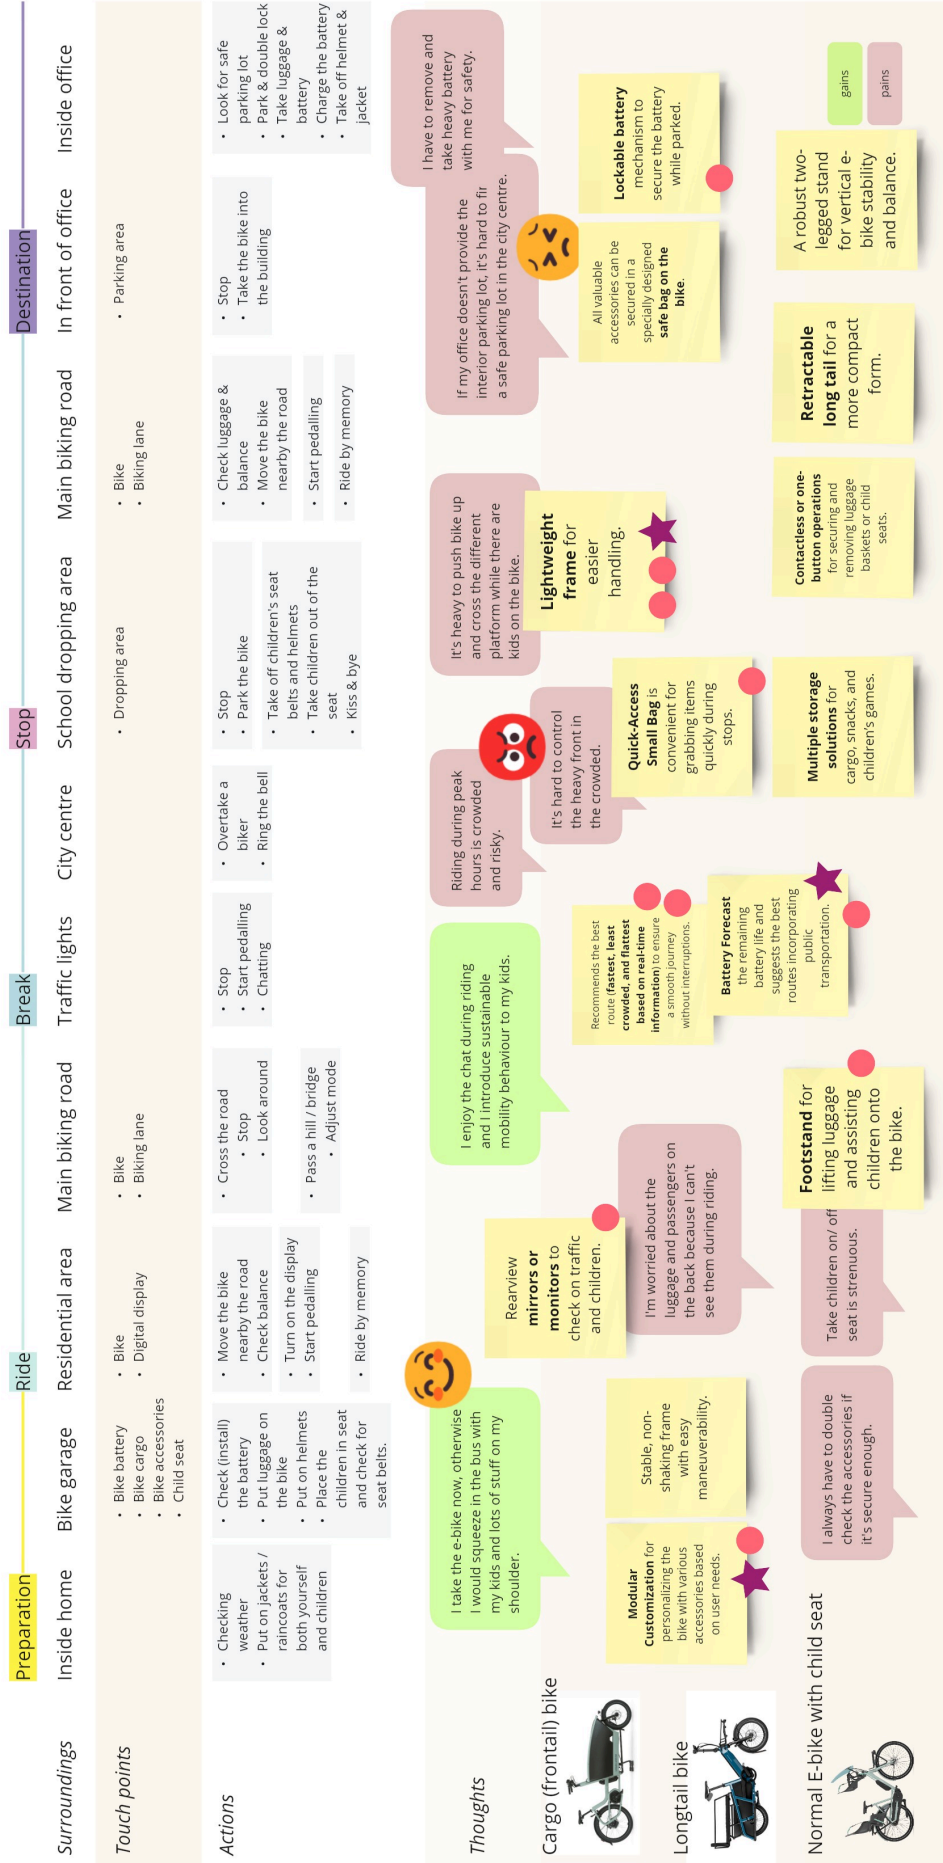 Preparation
Ride
Break
Stop
Destination
Surroundings
Inside home
Bike garage
Residential area
Main biking road
Traffic lights
City centre
School dropping area
Main biking road
In front of office
Inside office
Touch points
• Bike battery
• Bike cargo
• Bike accessories
• Child seat
• Bike
• Digital display
• Bike
• Biking lane
• Dropping area
• Bike
• Biking lane
• Parking area
Actions
• Checking
weather
• Put on jackets /
raincoats for
both yourself
and children
• Check (install)
the battery
• Put luggage on
the bike
• Put on helmets
• Place the
children in seat
and check for
seat belts.
• Move the bike
nearby the road
• Check balance
• Turn on the display
• Start pedalling
• Ride by memory
• Cross the road
• Stop
• Look around
• Pass a hill / bridge
• Adjust mode
• Stop
• Start pedalling
• Chatting
• Overtake a
biker
• Ring the bell
• Stop
• Park the bike
• Take off children's seat
belts and helmets
• Take children out of the
seat
• Kiss & bye
• Check luggage &
balance
• Move the bike
nearby the road
• Start pedalling
• Ride by memory
• Stop
• Take the bike into
the building
• Look for safe
parking lot
• Park & double lock
• Take luggage &
battery
• Charge the battery
• Take off helmet &
jacket
Thoughts
I take the e-bike now, otherwise
I would squeeze in the bus with
my kids and lots of stuff on my
shoulder.
I enjoy the chat during riding
and I introduce sustainable
mobility behaviour to my kids.
Riding during peak
hours is crowded
and risky.
It's hard to control
the heavy front in
the crowded.
It's heavy to push bike up
and cross the different
platform while there are
kids on the bike.
If my office doesn't provide the
interior parking lot, it's hard to fir
a safe parking lot in the city centre.
I have to remove and
take heavy battery
with me for safety.
Cargo (frontail) bike
Rearview
mirrors or
monitors to
check on traffic
and children.
Lightweight
frame for
easier
handling.
Longtail bike
Modular
Customization for
personalizing the
bike with various
accessories based
on user needs.
Stable, non-
shaking frame
with easy
maneuverability.
I'm worried about the
luggage and passengers on
the back because I can't
see them during riding.
Recommends the best
route (fastest, least
crowded, and flattest
based on real-time
information) to ensure
a smooth journey
without interruptions.
Battery Forecast
the remaining
battery life and
suggests the best
routes incorporating
public
transportation.
Quick-Access
Small Bag is
convenient for
grabbing items
quickly during
stops.
All valuable
accessories can be
secured in a
specially designed
safe bag on the
bike.
Lockable battery
mechanism to
secure the battery
while parked.
Normal E-bike with child seat
I always have to double
check the accessories if
it's secure enough.
Take children on/ off
seat is strenuous.
Footstand for
lifting luggage
and assisting
children onto
the bike.
Multiple storage
solutions for
cargo, snacks, and
children's games.
Contactless or one-
button operations
for securing and
removing luggage
baskets or child
seats.
Retractable
long tail for a
more compact
form.
A robust two-
legged stand
for vertical e-
bike stability
and balance.
gains
pains